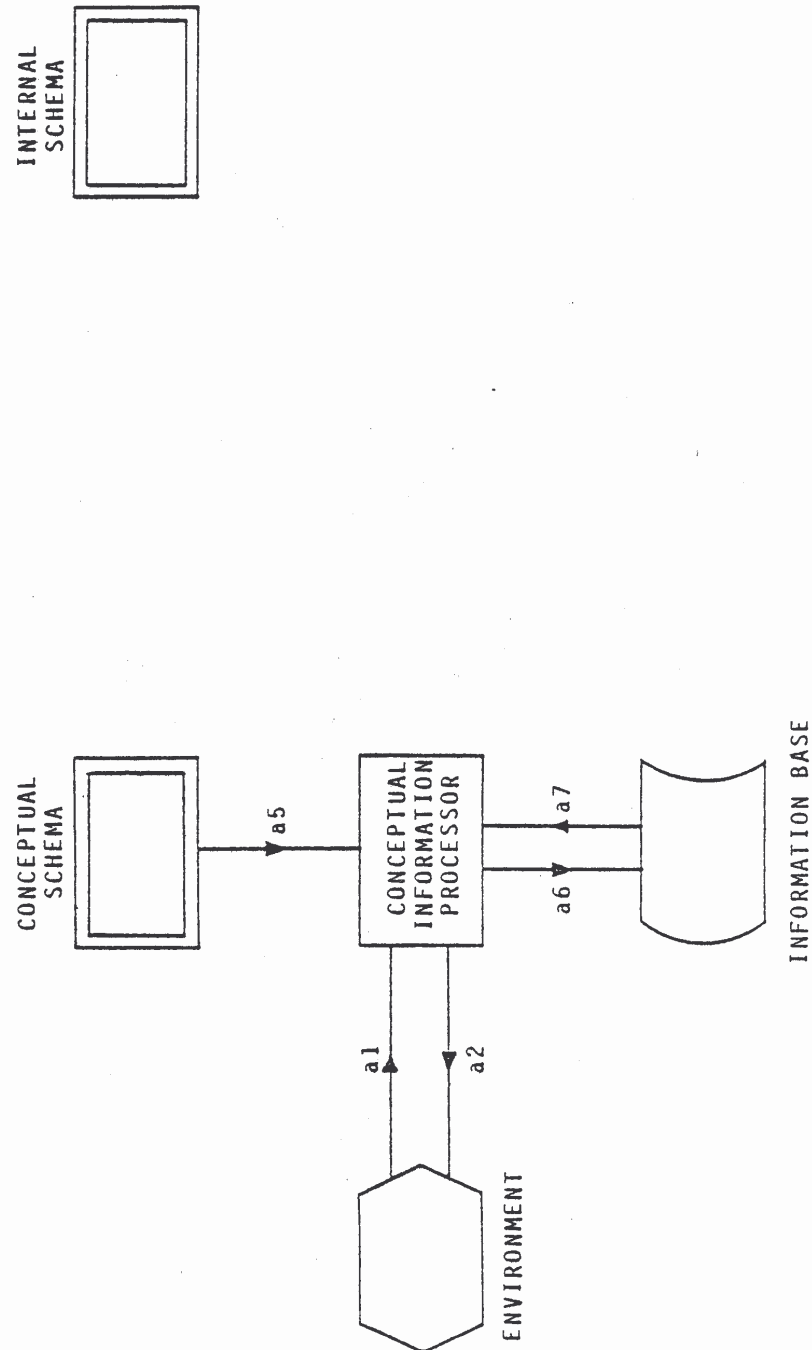 CONCEPTUAL
SCHEMA
INTERNAL
SCHEMA
a5
a1
CONCEPTUAL
INFORMATION
PROCESSOR
a2
ENVIRONMENT
a6
a7
INFORMATION BASE